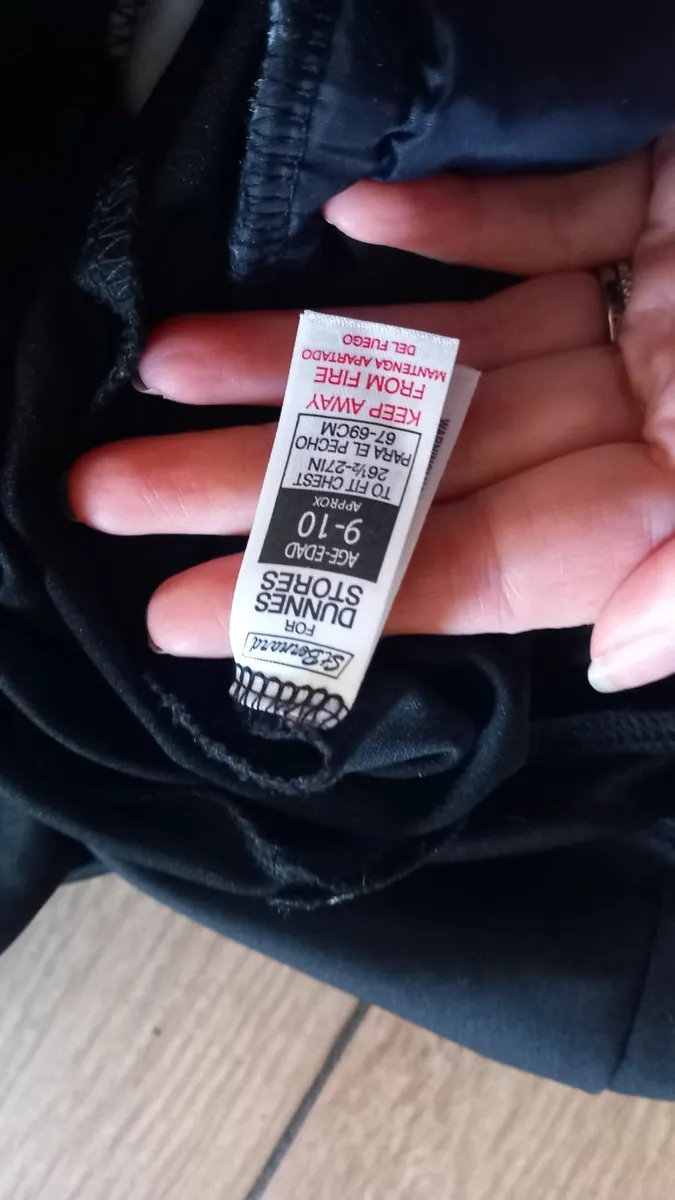 St.Bernard
FOR
DUNNES
STORES
AGE-EDAD
9-10
APPROX
TO FIT CHEST
26½-27IN
PARA EL PECHO
67-69CM
KEEP AWAY
FROM FIRE
MANTENGA APARTADO
DEL FUEGO